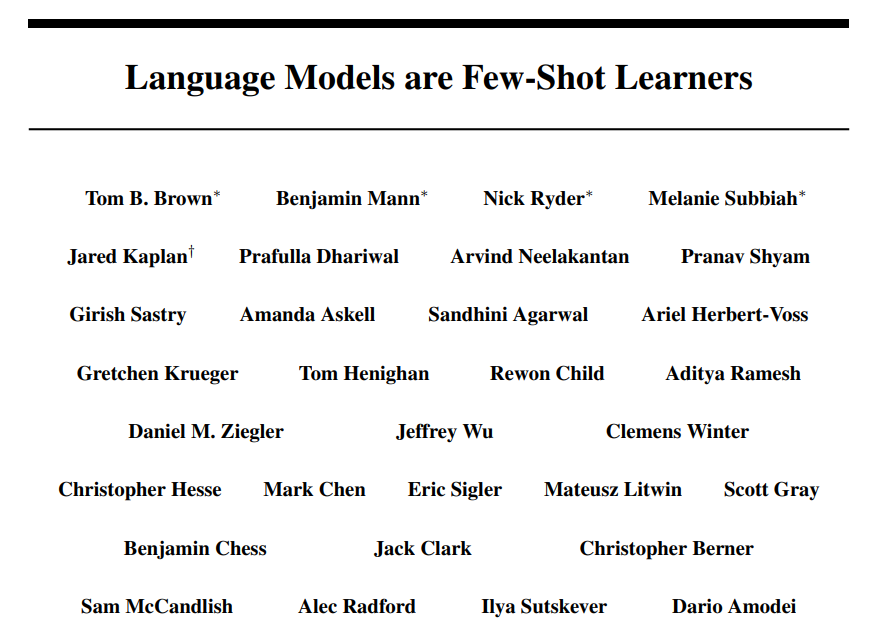 Language Models are Few-Shot Learners
Tom B. Brown* Benjamin Mann* Nick Ryder* Melanie Subbiah*
Jared Kaplan† Prafulla Dhariwal Arvind Neelakantan Pranav Shyam
Girish Sastry Amanda Askell Sandhini Agarwal Ariel Herbert-Voss
Gretchen Krueger Tom Henighan Rewon Child Aditya Ramesh
Daniel M. Ziegler Jeffrey Wu Clemens Winter
Christopher Hesse Mark Chen Eric Sigler Mateusz Litwin Scott Gray
Benjamin Chess Jack Clark Christopher Berner
Sam McCandlish Alec Radford Ilya Sutskever Dario Amodei